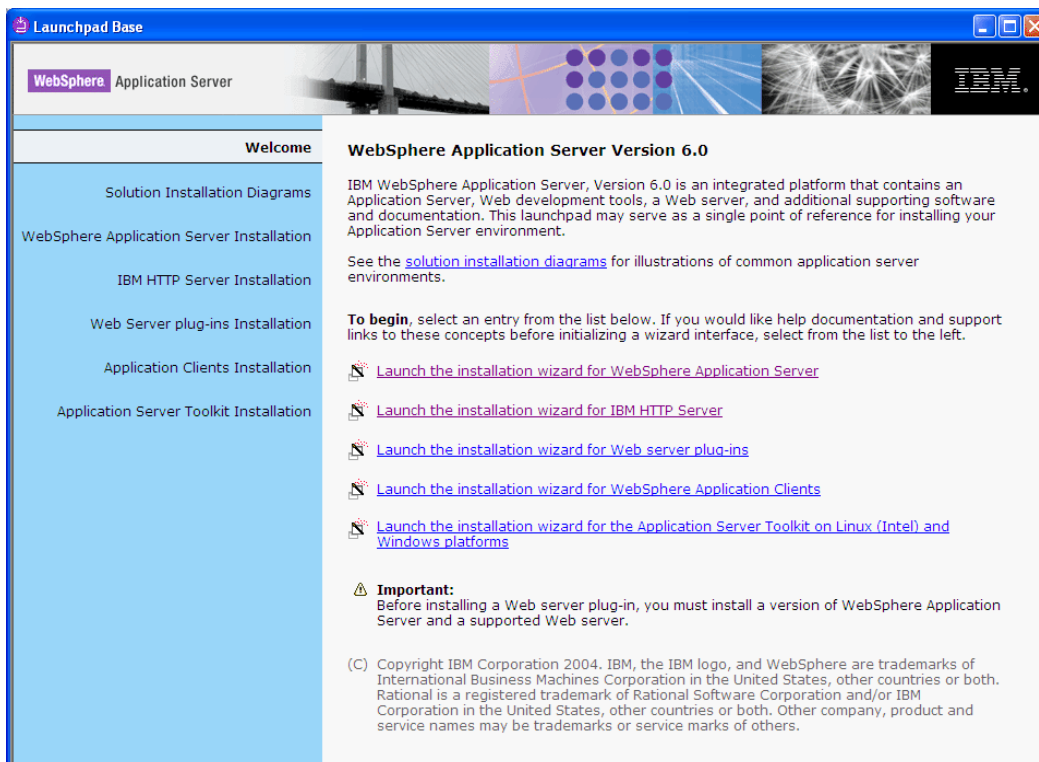 Launchpad Base
WebSphere. Application Server
IBM.
Welcome
Solution Installation Diagrams
WebSphere Application Server Installation
IBM HTTP Server Installation
Web Server plug-ins Installation
Application Clients Installation
Application Server Toolkit Installation
WebSphere Application Server Version 6.0
IBM WebSphere Application Server, Version 6.0 is an integrated platform that contains an
Application Server, Web development tools, a Web server, and additional supporting software
and documentation. This launchpad may serve as a single point of reference for installing your
Application Server environment.
See the solution installation diagrams for illustrations of common application server
environments.
To begin, select an entry from the list below. If you would like help documentation and support
links to these concepts before initializing a wizard interface, select from the list to the left.
Launch the installation wizard for WebSphere Application Server
Launch the installation wizard for IBM HTTP Server
Launch the installation wizard for Web server plug-ins
Launch the installation wizard for WebSphere Application Clients
Launch the installation wizard for the Application Server Toolkit on Linux (Intel) and
Windows platforms
Important:
Before installing a Web server plug-in, you must install a version of WebSphere Application
Server and a supported Web server.
(C) Copyright IBM Corporation 2004. IBM, the IBM logo, and WebSphere are trademarks of
International Business Machines Corporation in the United States, other countries or both.
Rational is a registered trademark of Rational Software Corporation and/or IBM
Corporation in the United States, other countries or both. Other company, product and
service names may be trademarks or service marks of others.